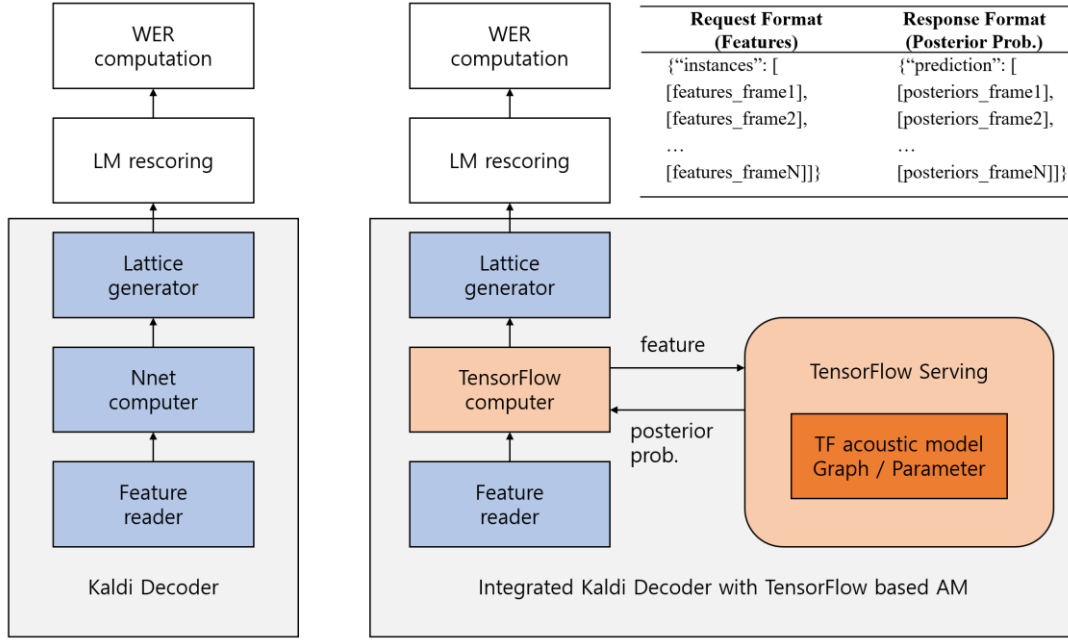 WER
computation
LM rescoring
Lattice
generator
Nnet
computer
Feature
reader
Kaldi Decoder
WER
computation
LM rescoring
Lattice
generator
TensorFlow
computer
Feature
reader
feature
posterior
prob.
TensorFlow Serving
TF acoustic model
Graph / Parameter
Integrated Kaldi Decoder with TensorFlow based AM
Request Format
(Features)
{“instances”: [
[features_frame1],
[features_frame2],
…
[features_frameN]]}
Response Format
(Posterior Prob.)
{“prediction”: [
[posteriors_frame1],
[posteriors_frame2],
…
[posteriors_frameN]]}